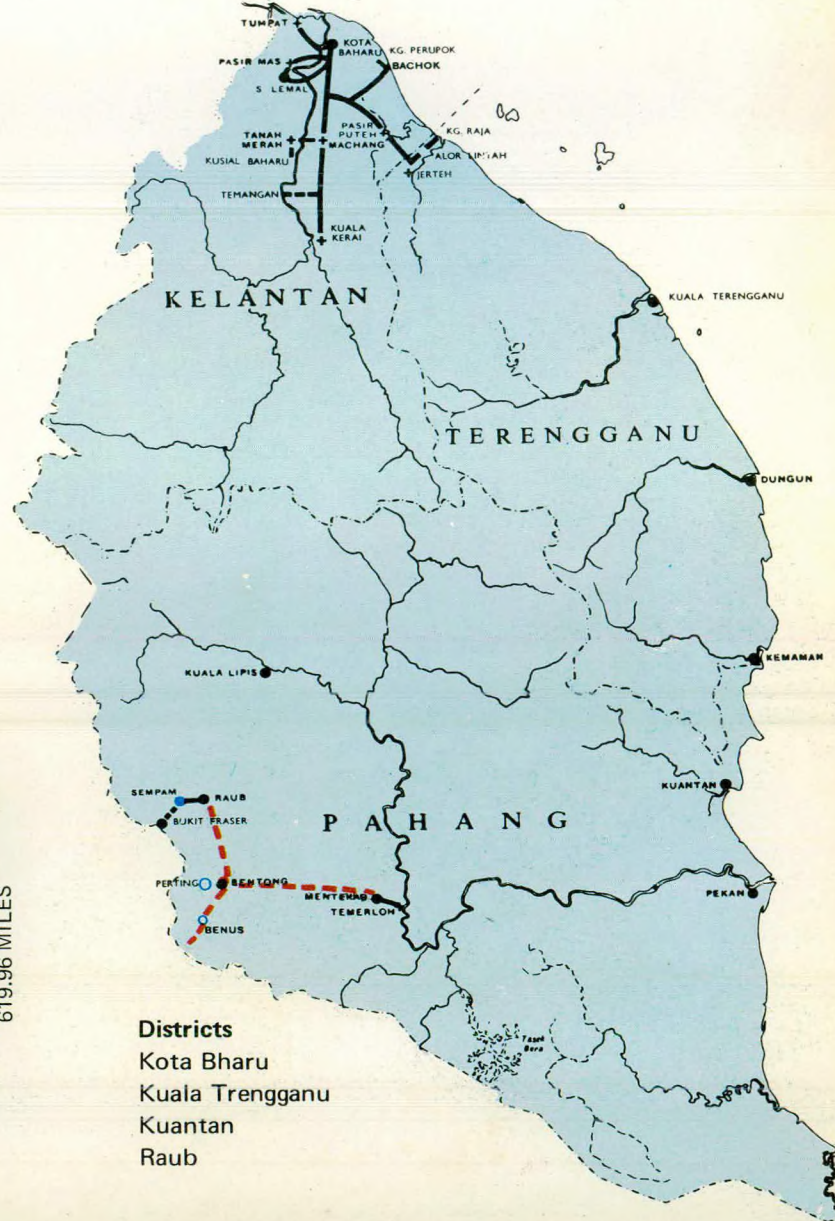 TUMPAT
KOTA
BAHARU
KG. PERUPOK
PASIR MAS
BACHOK
S LEMAL
PASIR
PUTEH
KG. RAJA
TANAH
MERAH
MACHANG
ALOR LINTAH
KUSIAL BAHARU
JERTEH
TEMANGAN
KUALA
KERAI
KELANTAN
KUALA TERENGGANU
TERENGGANU
DUNGUN
KEMAMAN
KUALA LIPIS
KUANTAN
SEMPAM
RAUB
BUKIT FRASER
PAHANG
PERTING
BENTONG
MENTEKAB
TEMERLOH
PEKAN
BENUS
619.96 MILES
Tasek
Bera
Districts
Kota Bharu
Kuala Trengganu
Kuantan
Raub